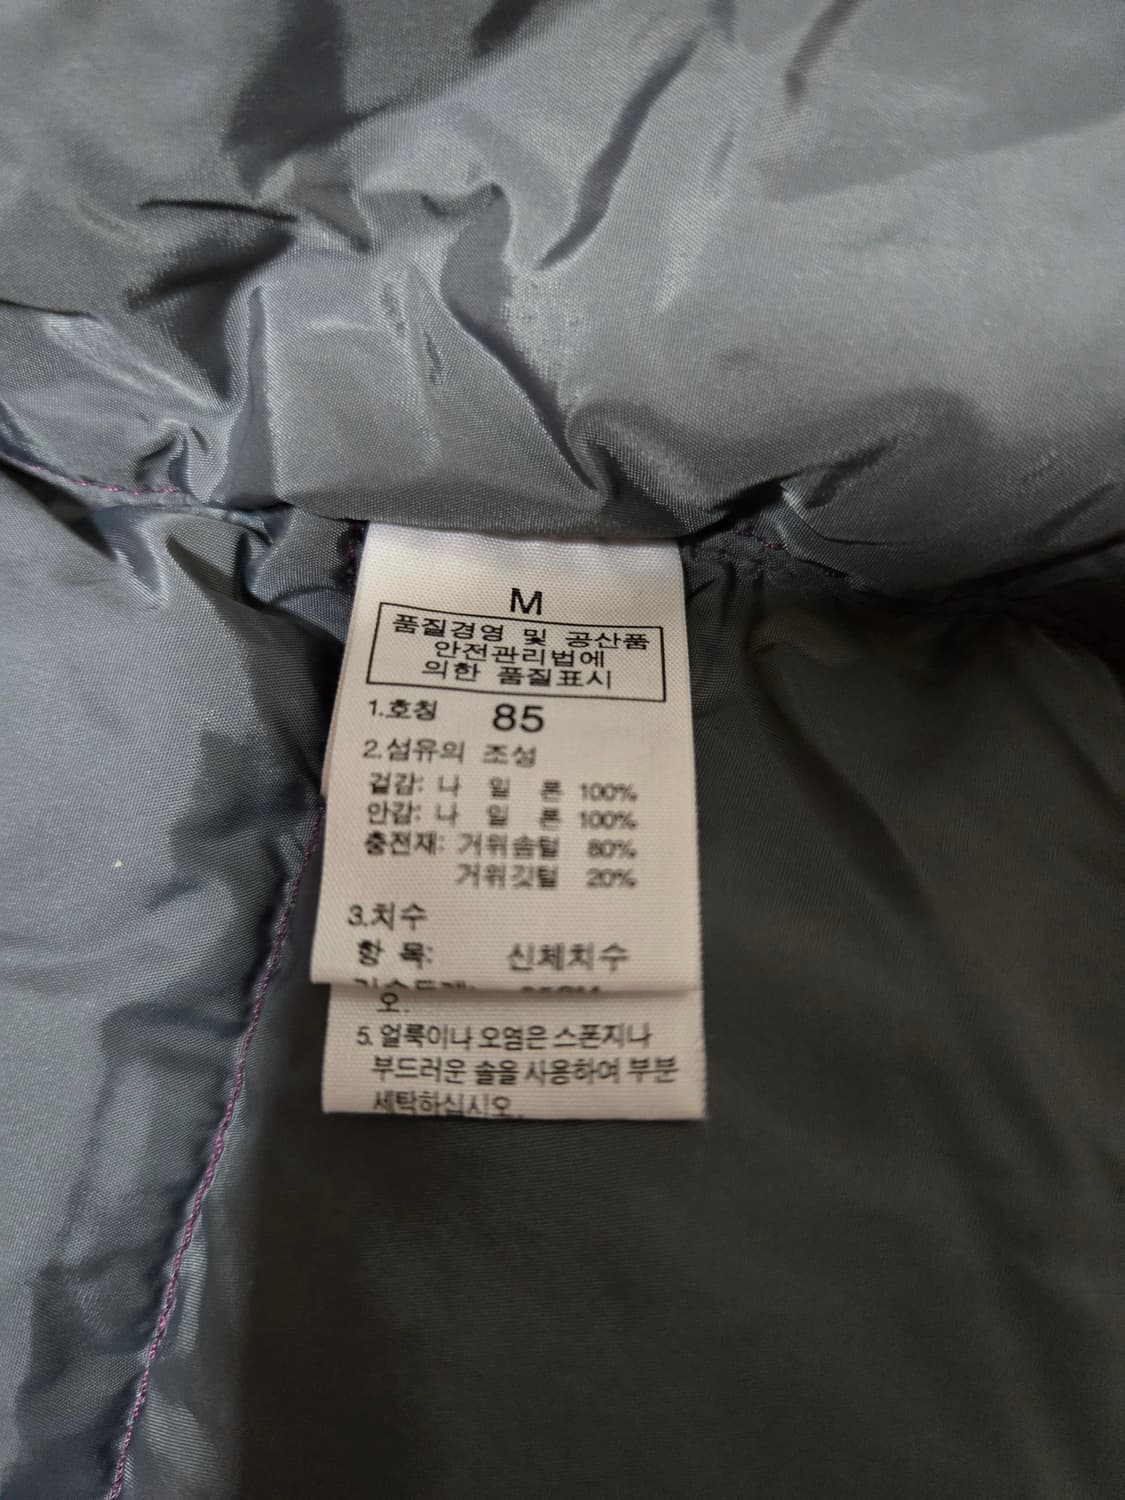 M
품질경영 및 공산품
안전관리법에
의한 품질표시
1.호칭 85
2.섬유의 조성
겉감: 나 일 론 100%
안감: 나 일 론 100%
충전재: 거위솜털 80%
거위깃털 20%
3.치수
항 목: 신체치수
오.
5. 얼룩이나 오염은 스폰지나
부드러운 솔을 사용하여 부분
세탁하십시오.